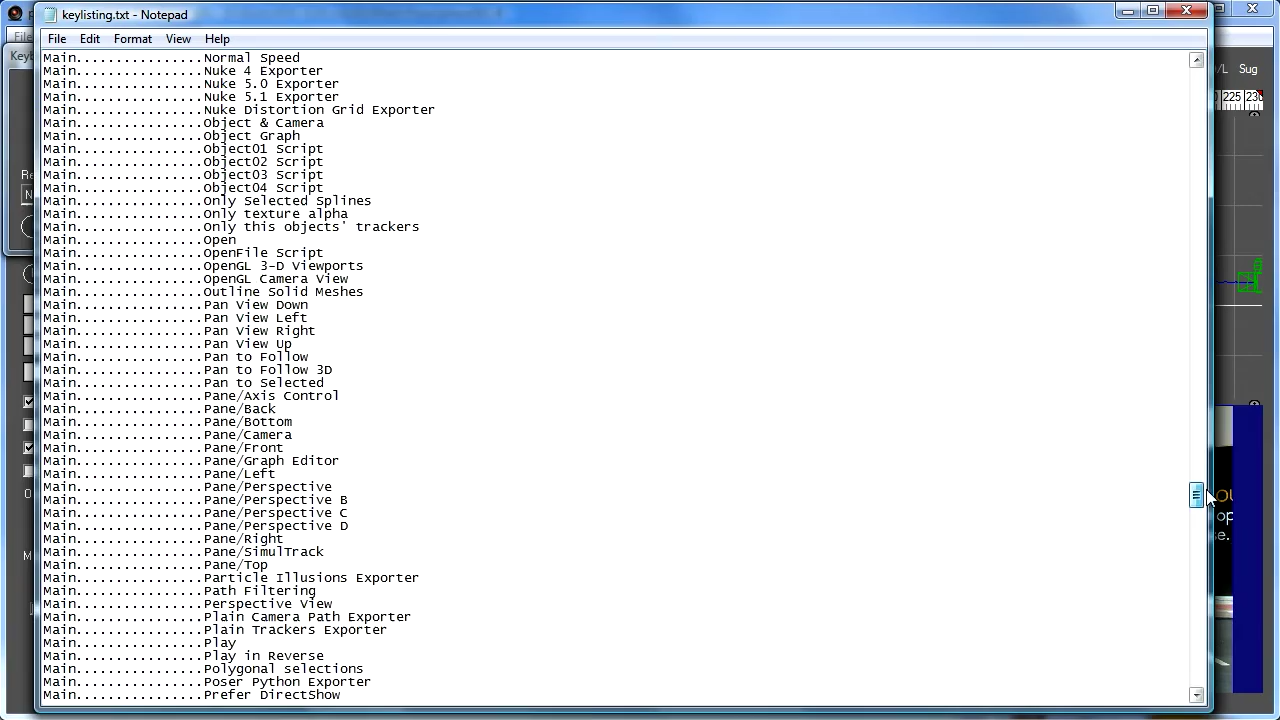 keylisting.txt - Notepad
File Edit Format View Help
Main................Normal Speed
Main................Nuke 4 Exporter
Main................Nuke 5.0 Exporter
Main................Nuke 5.1 Exporter
Main................Nuke Distortion Grid Exporter
Main................Object & Camera
Main................Object Graph
Main................Object01 Script
Main................Object02 Script
Main................Object03 Script
Main................Object04 Script
Main................Only Selected Splines
Main................Only texture alpha
Main................Only this objects' trackers
Main................Open
Main................OpenFile Script
Main................OpenGL 3-D Viewports
Main................OpenGL Camera View
Main................Outline Solid Meshes
Main................Pan View Down
Main................Pan View Left
Main................Pan View Right
Main................Pan View Up
Main................Pan to Follow
Main................Pan to Follow 3D
Main................Pan to Selected
Main................Pane/Axis Control
Main................Pane/Back
Main................Pane/Bottom
Main................Pane/Camera
Main................Pane/Front
Main................Pane/Graph Editor
Main................Pane/Left
Main................Pane/Perspective
Main................Pane/Perspective B
Main................Pane/Perspective C
Main................Pane/Perspective D
Main................Pane/Right
Main................Pane/SimulTrack
Main................Pane/Top
Main................Particle Illusions Exporter
Main................Path Filtering
Main................Perspective View
Main................Plain Camera Path Exporter
Main................Plain Trackers Exporter
Main................Play
Main................Play in Reverse
Main................Polygonal selections
Main................Poser Python Exporter
Main................Prefer DirectShow
File
Keyb
Re
N
0
M
/L Sug
225 230